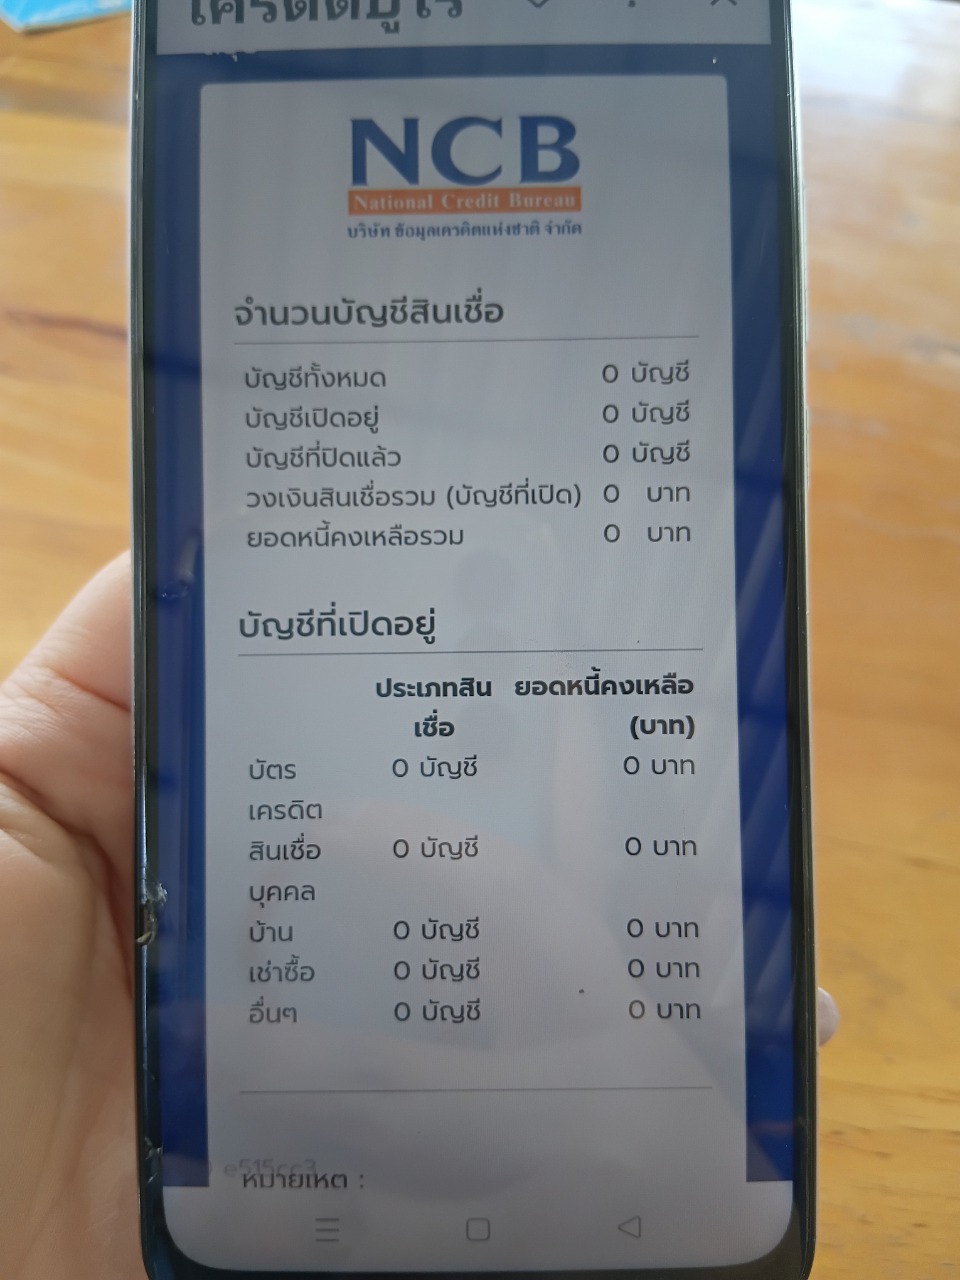 เครดิตบูโร
NCB
National Credit Bureau
บริษัท ข้อมูลเครดิตแห่งชาติ จำกัด
จำนวนบัญชีสินเชื่อ
บัญชีทั้งหมด 0 บัญชี
บัญชีเปิดอยู่ 0 บัญชี
บัญชีที่ปิดแล้ว 0 บัญชี
วงเงินสินเชื่อรวม (บัญชีที่เปิด) 0 บาท
ยอดหนี้คงเหลือรวม 0 บาท
บัญชีที่เปิดอยู่
ประเภทสิน ยอดหนี้คงเหลือ
เชื่อ (บาท)
บัตร 0 บัญชี 0 บาท
เครดิต
สินเชื่อ 0 บัญชี 0 บาท
บุคคล
บ้าน 0 บัญชี 0 บาท
เช่าซื้อ 0 บัญชี 0 บาท
อื่นๆ 0 บัญชี 0 บาท
e515cc3
หมายเหตุ :